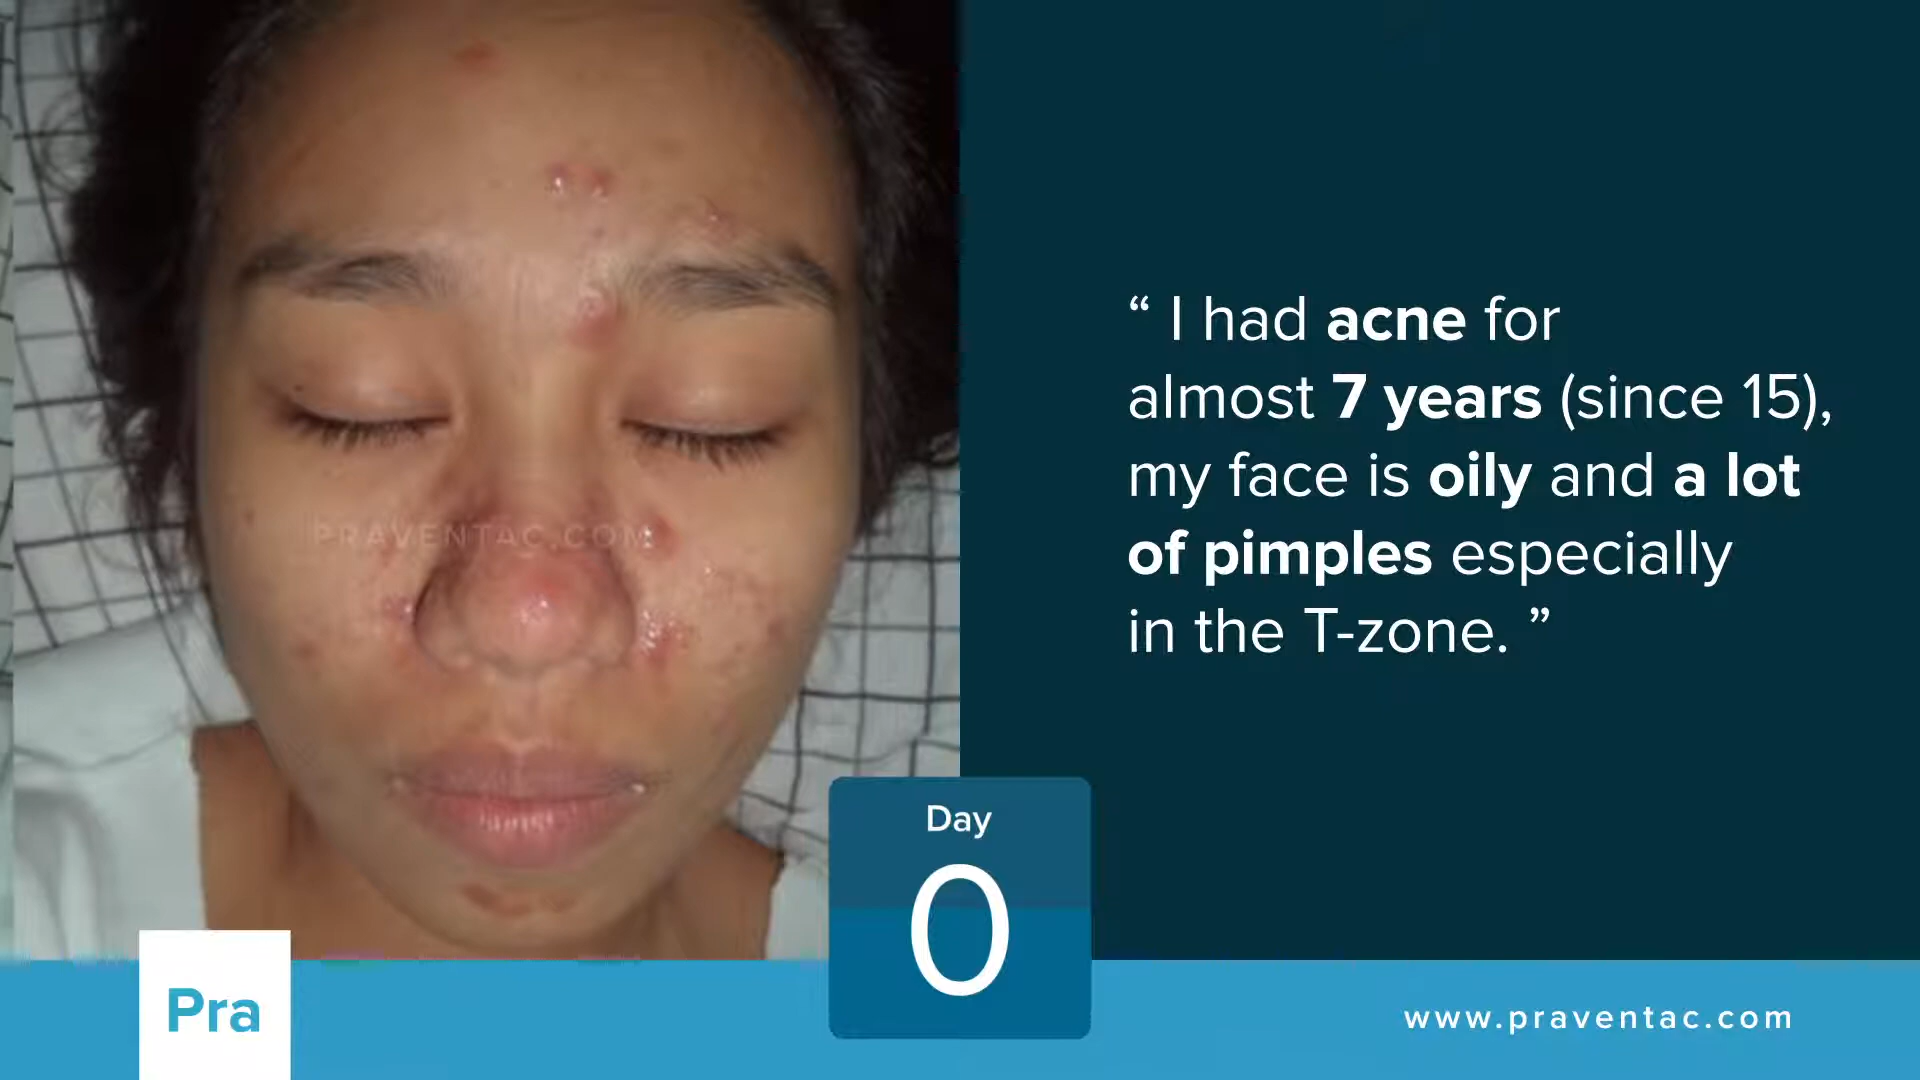 “ I had acne for
almost 7 years (since 15),
my face is oily and a lot
of pimples especially
in the T-zone. ”
PRAVENTAC.COM
Day
0
Pra
www.praventac.com